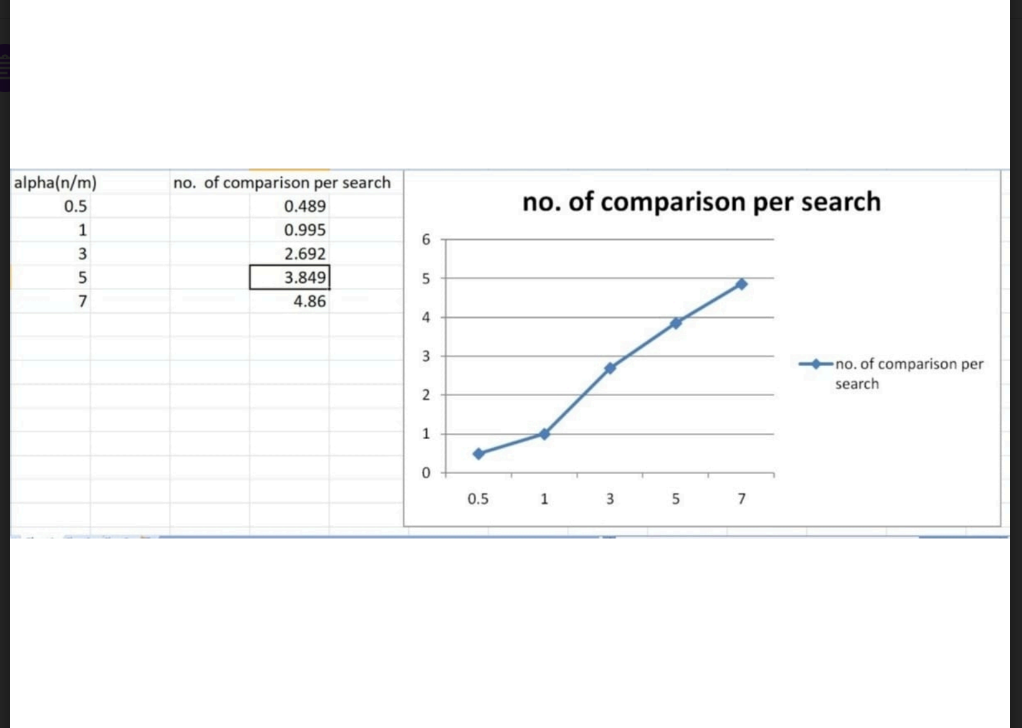 alpha(n/m) no. of comparison per search
0.5 0.489
1 0.995
3 2.692
5 3.849
7 4.86
no. of comparison per search
6
5
4
3
2
1
0
0.5 1 3 5 7
no. of comparison per
search